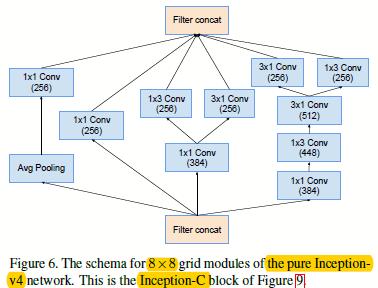 Filter concat
1x1 Conv
(256)
3x1 Conv
(256)
1x3 Conv
(256)
1x3 Conv
(256)
3x1 Conv
(256)
1x1 Conv
(256)
3x1 Conv
(512)
1x3 Conv
(448)
1x1 Conv
(384)
Avg Pooling
1x1 Conv
(384)
Filter concat
Figure 6. The schema for 8×8 grid modules of the pure Inception-
v4 network. This is the Inception-C block of Figure 9.